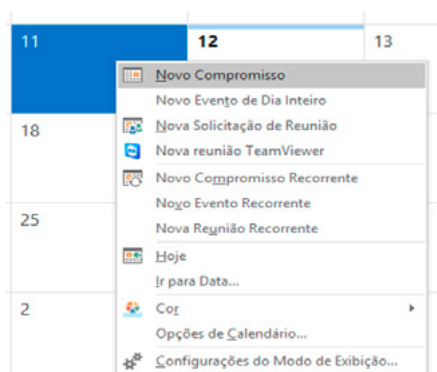 11 12 13
Novo Compromisso
Novo Evento de Dia Inteiro
18 Nova Solicitação de Reunião
Nova reunião TeamViewer
Novo Compromisso Recorrente
Novo Evento Recorrente
25 Nova Reunião Recorrente
Hoje
Ir para Data...
2 Cor
Opções de Calendário...
Configurações do Modo de Exibição...